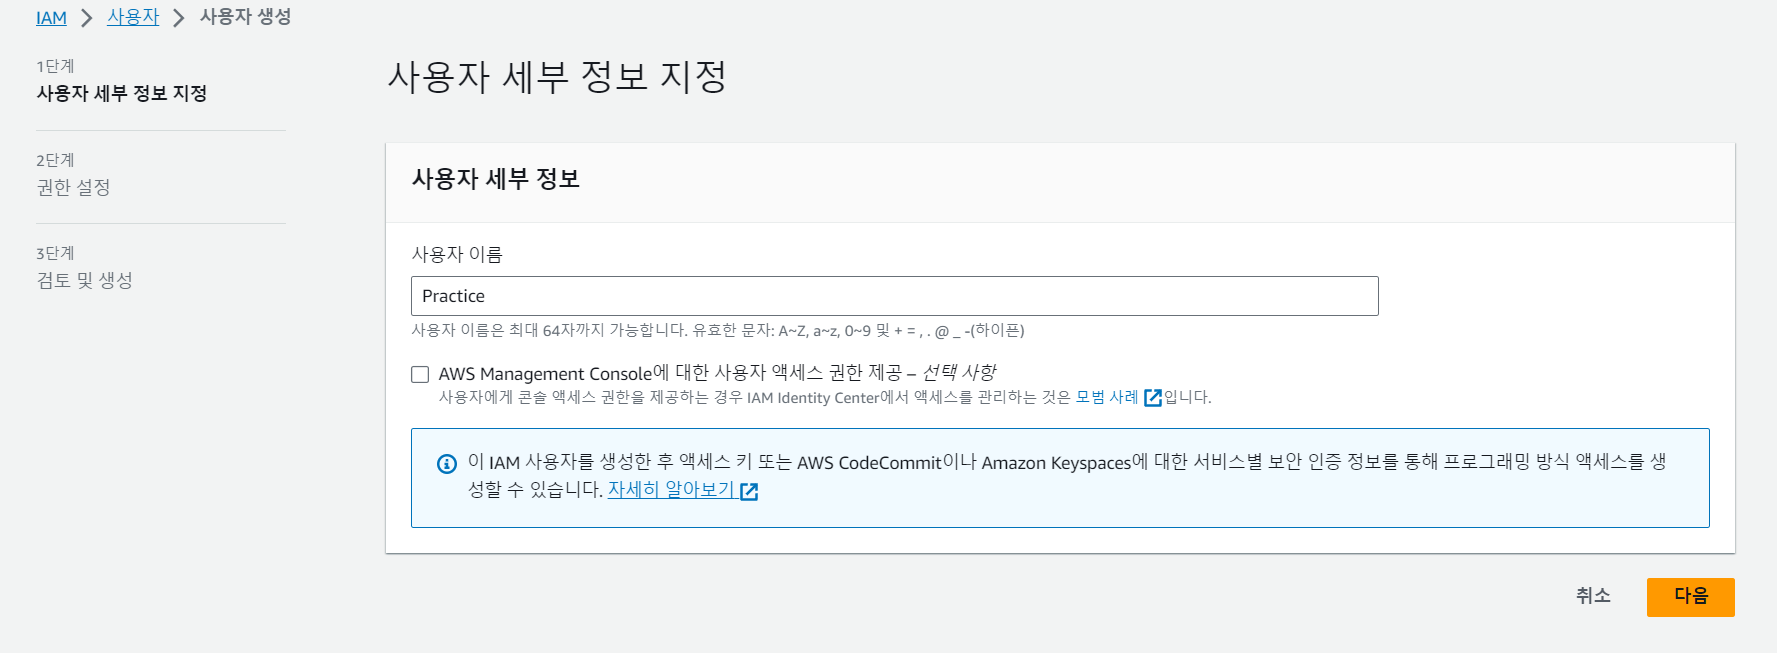 IAM > 사용자 > 사용자 생성
1단계
사용자 세부 정보 지정
2단계
권한 설정
3단계
검토 및 생성
사용자 세부 정보 지정
사용자 세부 정보
사용자 이름
Practice
사용자 이름은 최대 64자까지 가능합니다. 유효한 문자: A~Z, a~z, 0~9 및 + = , . @ _ -(하이픈)
AWS Management Console에 대한 사용자 액세스 권한 제공 – 선택 사항
사용자에게 콘솔 액세스 권한을 제공하는 경우 IAM Identity Center에서 액세스를 관리하는 것은 모범 사례 입니다.
이 IAM 사용자를 생성한 후 액세스 키 또는 AWS CodeCommit이나 Amazon Keyspaces에 대한 서비스별 보안 인증 정보를 통해 프로그래밍 방식 액세스를 생
성할 수 있습니다. 자세히 알아보기
취소
다음